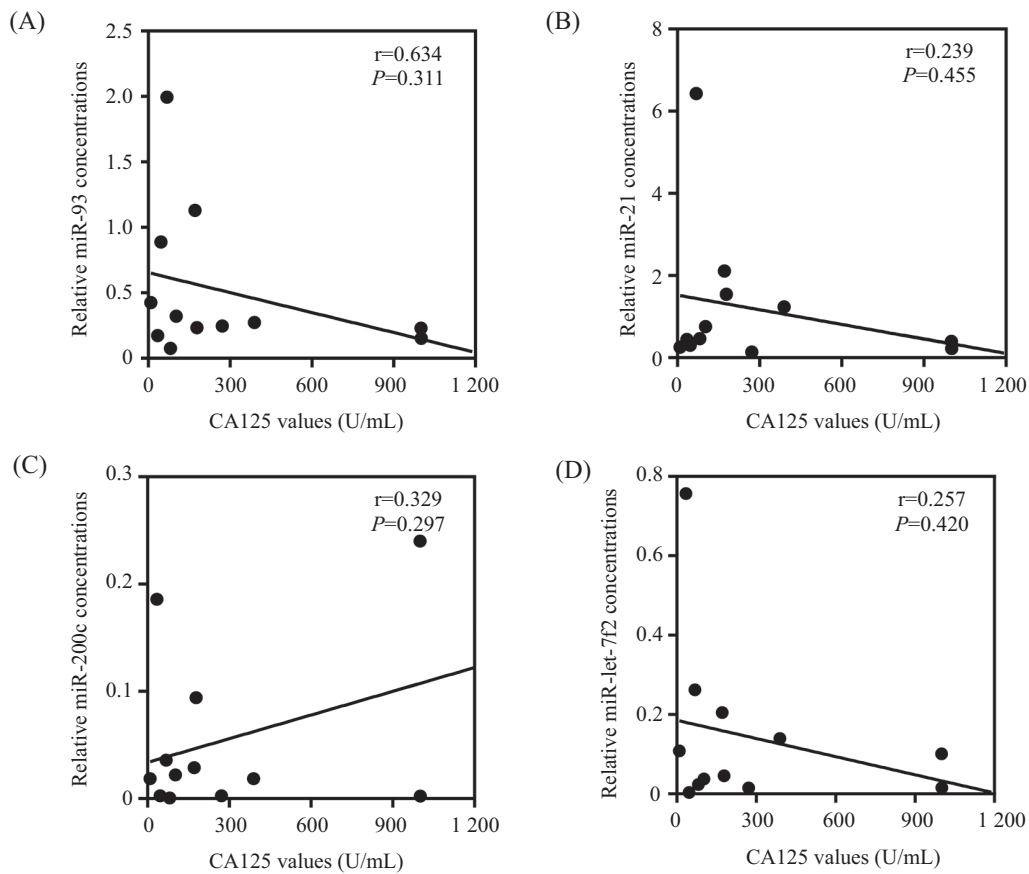 (A)
2.5
2.0
1.5
1.0
0.5
0
Relative miR-93 concentrations
r=0.634
P=0.311
0 300 600 900 1 200
CA125 values (U/mL)
(B)
8
6
4
2
0
Relative miR-21 concentrations
r=0.239
P=0.455
0 300 600 900 1 200
CA125 values (U/mL)
(C)
0.3
0.2
0.1
0
Relative miR-200c concentrations
r=0.329
P=0.297
0 300 600 900 1 200
CA125 values (U/mL)
(D)
0.8
0.6
0.4
0.2
0
Relative miR-let-7f2 concentrations
r=0.257
P=0.420
0 300 600 900 1 200
CA125 values (U/mL)